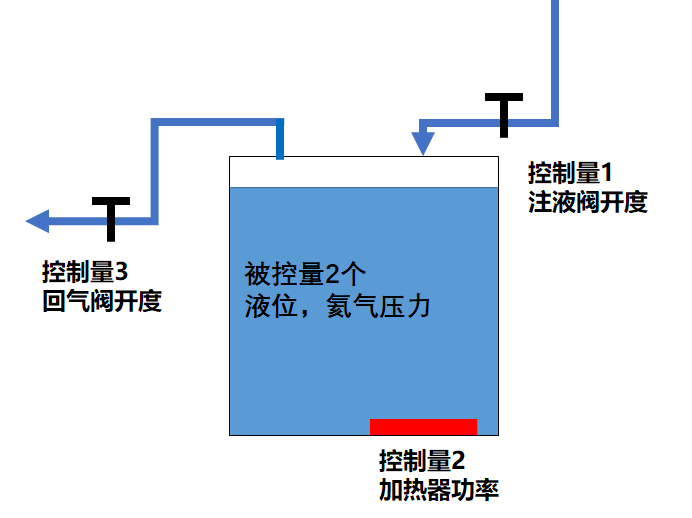 控制量1
注液阀开度
被控量2个
液位，氦气压力
控制量3
回气阀开度
控制量2
加热器功率